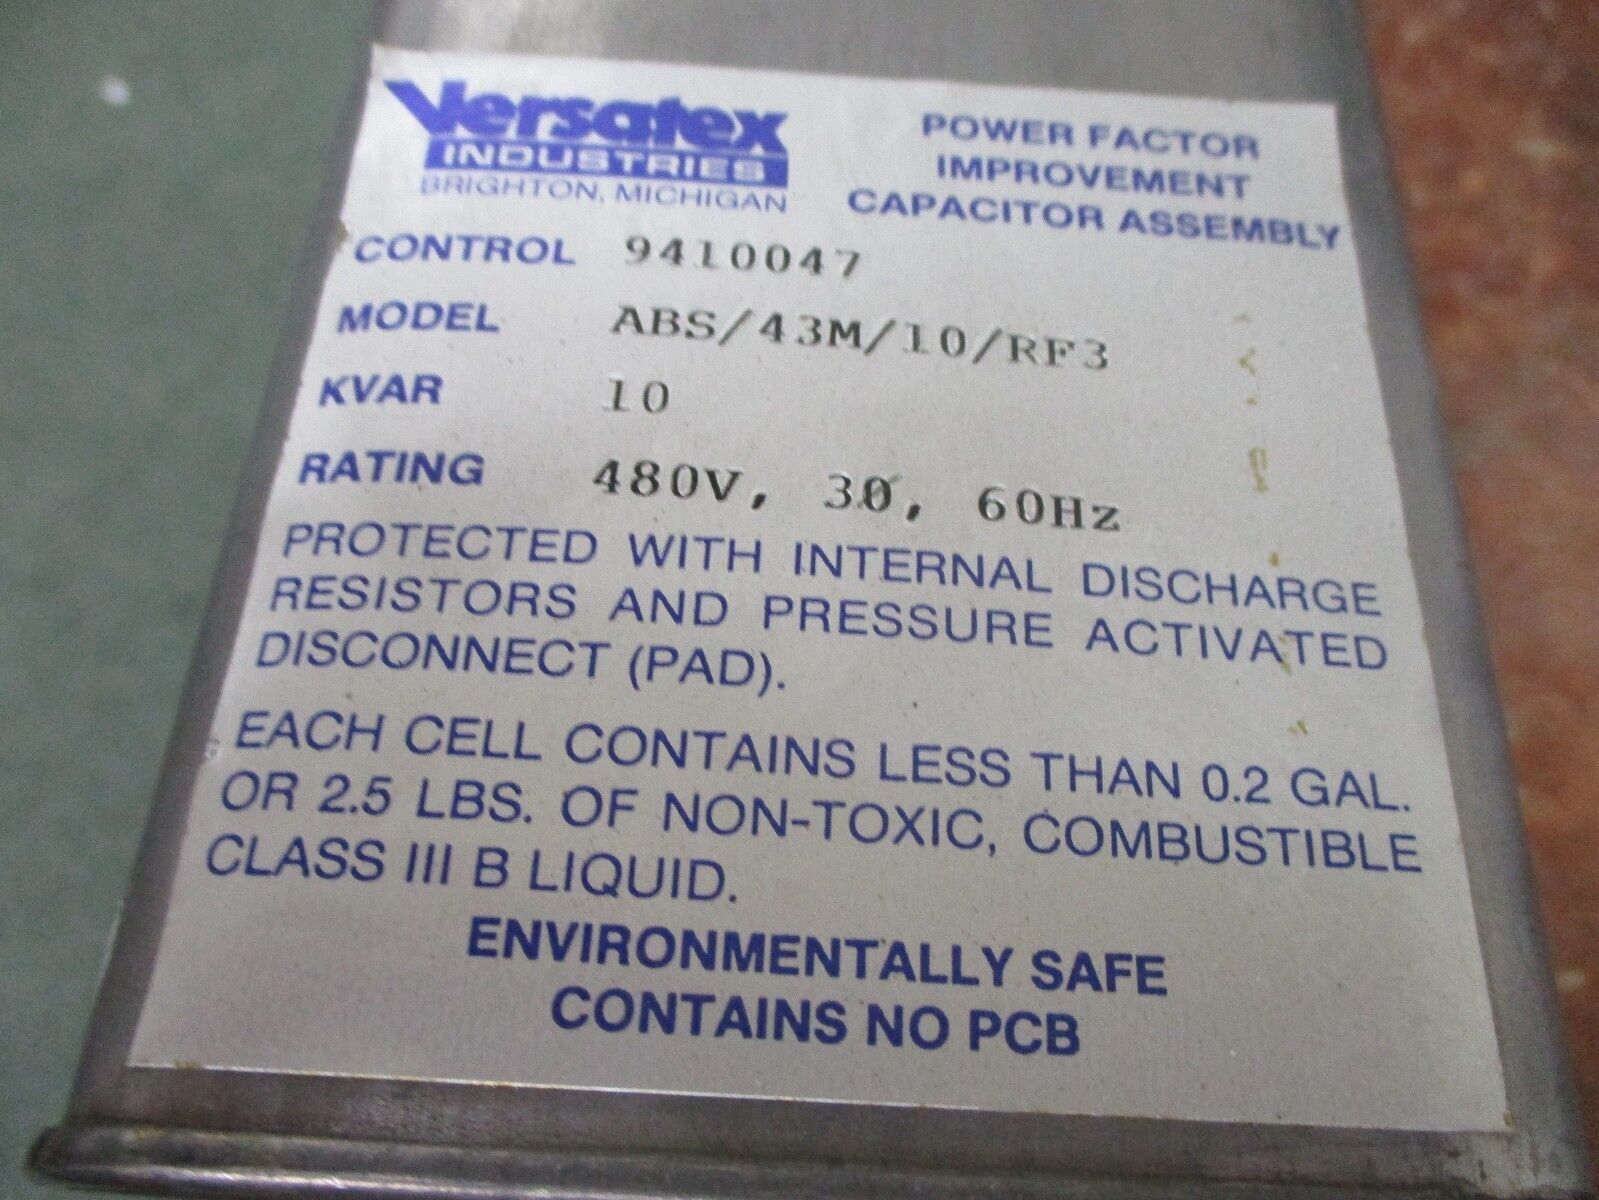 Versatex
INDUSTRIES
BRIGHTON, MICHIGAN
POWER FACTOR
IMPROVEMENT
CAPACITOR ASSEMBLY
CONTROL 9410047
MODEL ABS/43M/10/RF3
KVAR 10
RATING 480V, 3Ø, 60Hz
PROTECTED WITH INTERNAL DISCHARGE
RESISTORS AND PRESSURE ACTIVATED
DISCONNECT (PAD).
EACH CELL CONTAINS LESS THAN 0.2 GAL.
OR 2.5 LBS. OF NON-TOXIC, COMBUSTIBLE
CLASS III B LIQUID.
ENVIRONMENTALLY SAFE
CONTAINS NO PCB